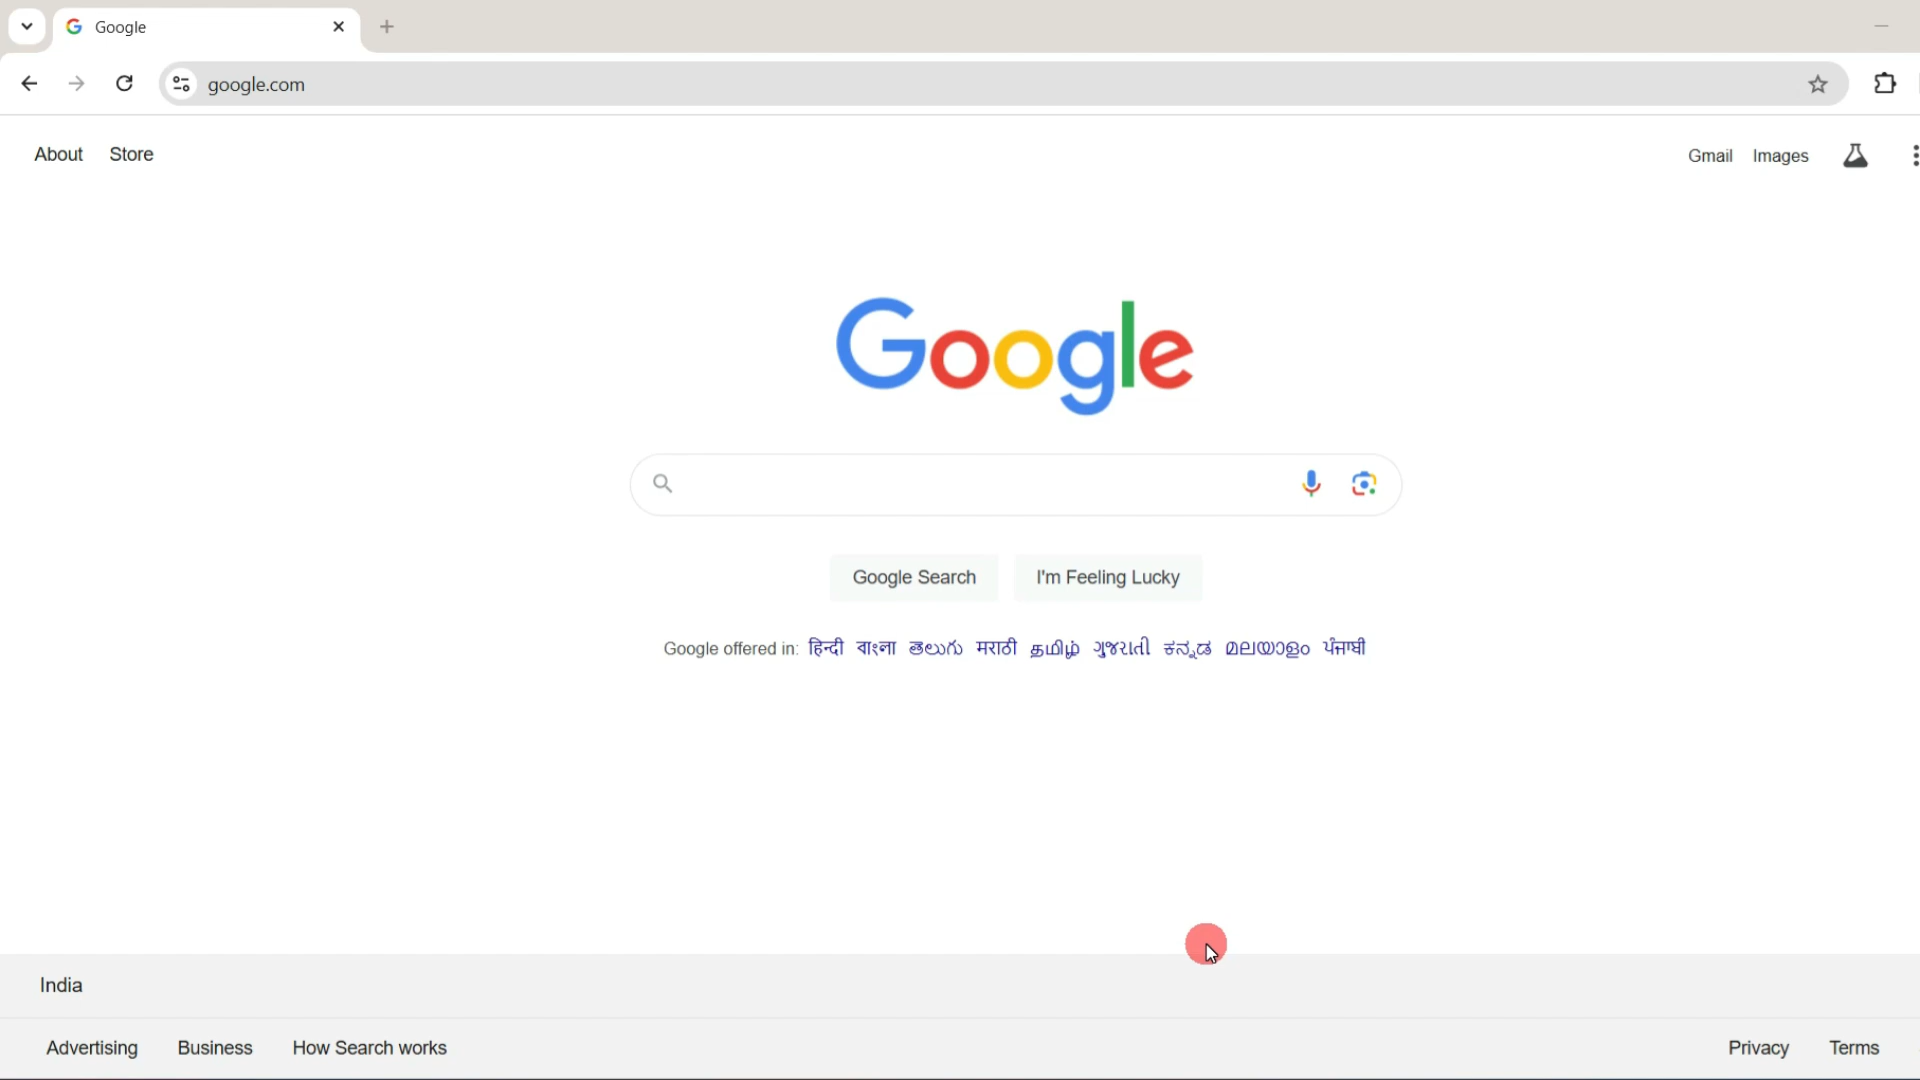 Google
google.com
About Store
Gmail Images
Google
Google Search I'm Feeling Lucky
Google offered in: हिन्दी বাংলা తెలుగు मराठी தமிழ் ગુજરાતી ಕನ್ನಡ മലയാളം ਪੰਜਾਬੀ
India
Advertising Business How Search works
Privacy Terms